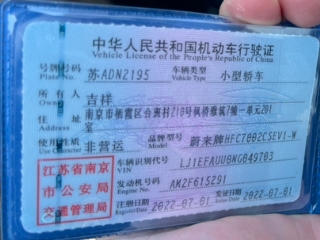 中华人民共和国机动车行驶证
Vehicle License of the People's Republic of China
号牌号码 苏ADN2195 车辆类型 小型轿车
Plate No. Vehicle Type
所有人 吉祥
Owner
住址 南京市栖霞区合裹村218号枫桥雅筑7幢一单元201室
Address
使用性质 非营运 品牌型号 蔚来牌HFC7002CSEV1-W
Use Character Model
车辆识别代号 LJ1EFAUU8NG049703
VIN
发动机号码 AM2F615291
Engine No.
注册日期 2022-07-01 发证日期 2022-07-01
Register Date Issue Date
江苏省南京
市公安局
交通管理局